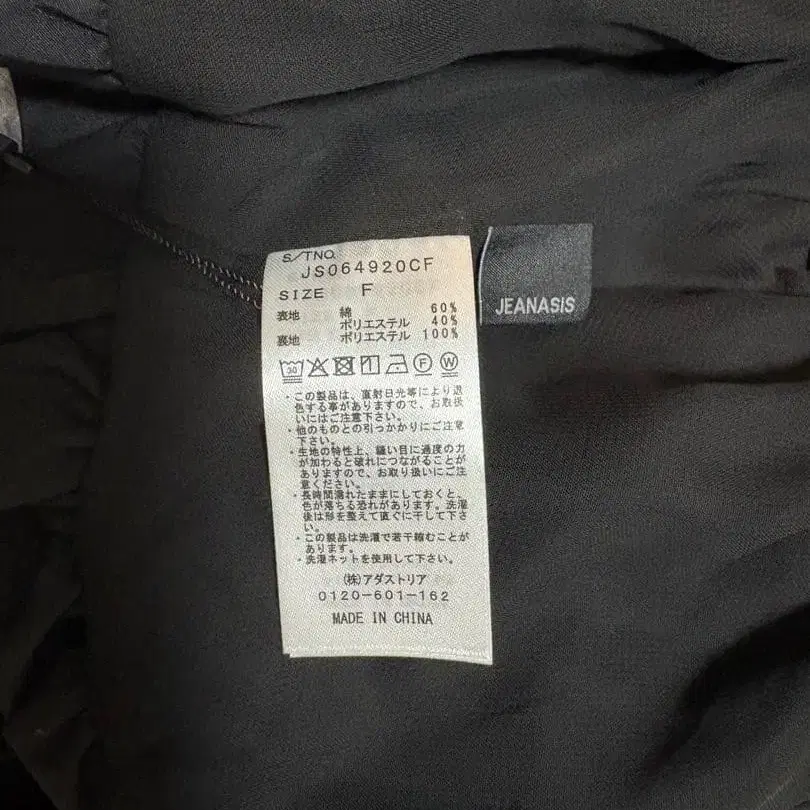 S/TNO.
JS064920CF
SIZE F
表地 綿 60%
ポリエステル 40%
裏地 ポリエステル 100%
30 F W
・この製品は、直射日光等により退
色する事がありますので、お取扱
いにはご注意下さい。
・他のものとの引っかかりにご注意
下さい。
・生地の特性上、縫い目に過度の力
が加わると破れにつながることが
ありますので、お取り扱いにご注
意ください。
・長時間濡れたままにしておくと、
色が落ちる恐れがあります。洗濯
後は形を整えて直ぐに干して下さ
い。
・この製品は洗濯で若干縮むことが
あります。
・洗濯ネットを使用して下さい。
(株)アダストリア
0120-601-162
MADE IN CHINA
JEANASIS